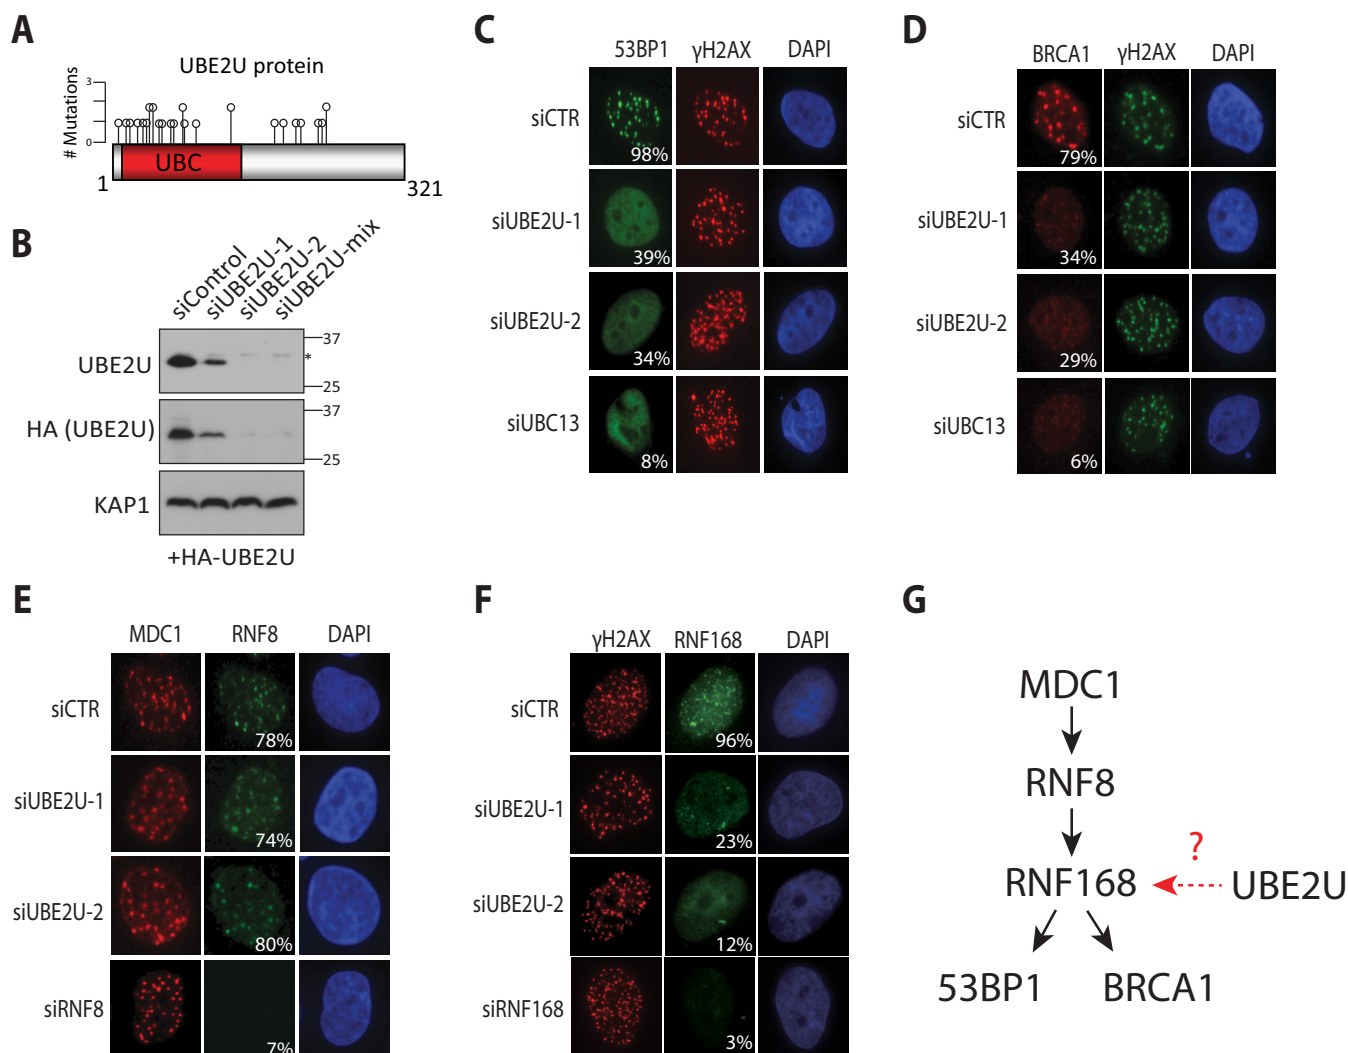 A
UBE2U protein
# Mutations
3
0
UBC
1
321
B
siControl
siUBE2U-1
siUBE2U-2
siUBE2U-mix
UBE2U
37
*
25
HA (UBE2U)
37
25
KAP1
+HA-UBE2U
C
53BP1 γH2AX DAPI
siCTR
98%
siUBE2U-1
39%
siUBE2U-2
34%
siUBC13
8%
D
BRCA1 γH2AX DAPI
siCTR
79%
siUBE2U-1
34%
siUBE2U-2
29%
siUBC13
6%
E
MDC1 RNF8 DAPI
siCTR
78%
siUBE2U-1
74%
siUBE2U-2
80%
siRNF8
7%
F
γH2AX RNF168 DAPI
siCTR
96%
siUBE2U-1
23%
siUBE2U-2
12%
siRNF168
3%
G
MDC1
RNF8
?
RNF168 UBE2U
53BP1 BRCA1